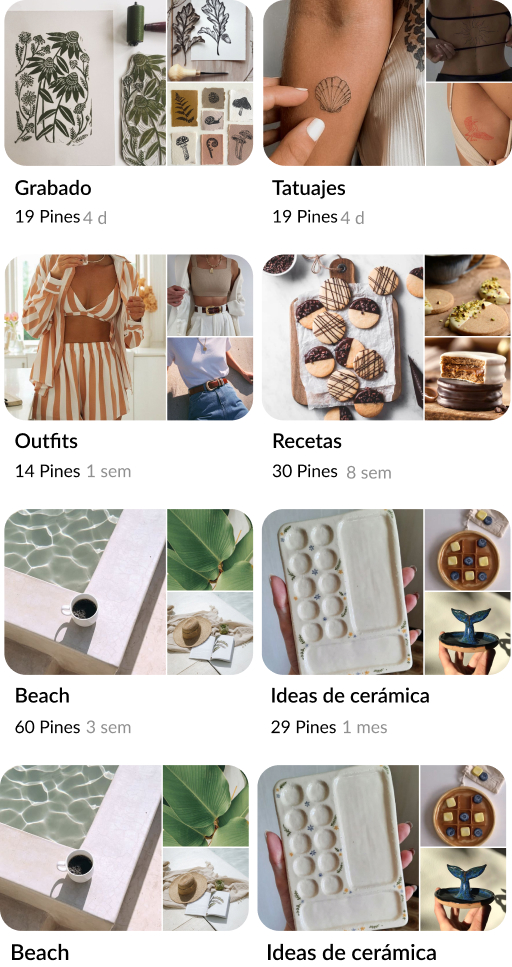 Grabado
19 Pines 4 d
Tatuajes
19 Pines 4 d
Outfits
14 Pines 1 sem
Recetas
30 Pines 8 sem
Beach
60 Pines 3 sem
Ideas de cerámica
29 Pines 1 mes
Beach
Ideas de cerámica